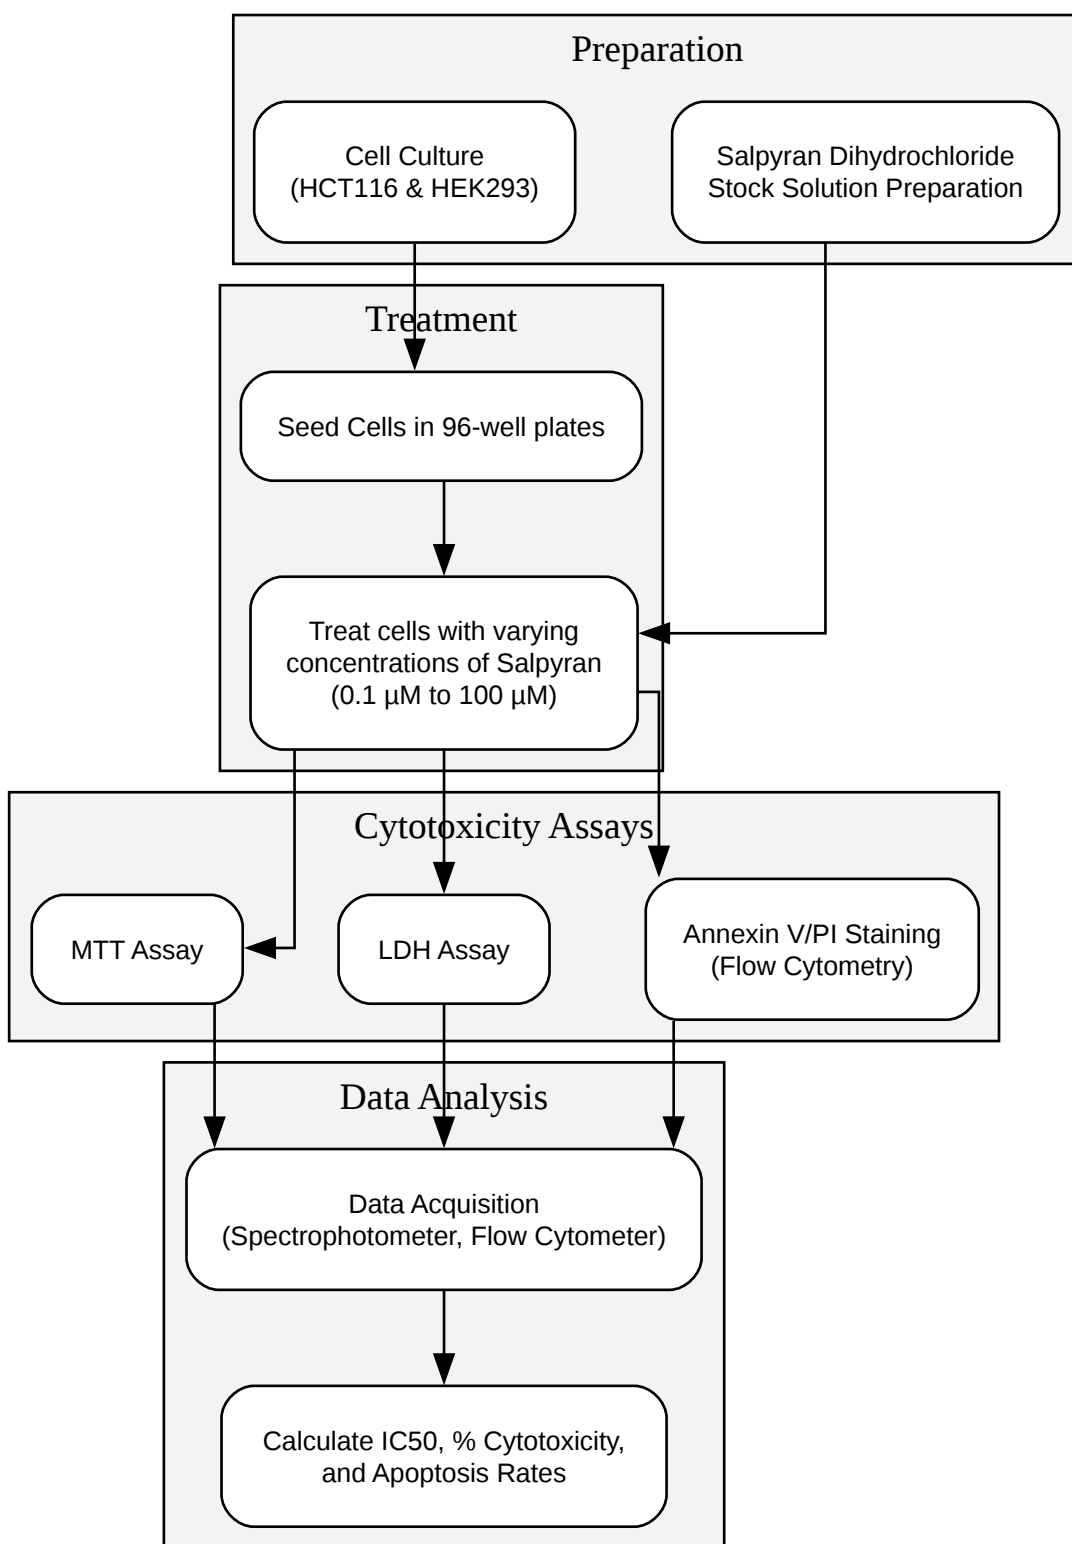 Preparation
Cell Culture
(HCT116 & HEK293)
Salpyran Dihydrochloride
Stock Solution Preparation
Treatment
Seed Cells in 96-well plates
Treat cells with varying
concentrations of Salpyran
(0.1 µM to 100 µM)
Cytotoxicity Assays
MTT Assay
LDH Assay
Annexin V/PI Staining
(Flow Cytometry)
Data Analysis
Data Acquisition
(Spectrophotometer, Flow Cytometer)
Calculate IC50, % Cytotoxicity,
and Apoptosis Rates